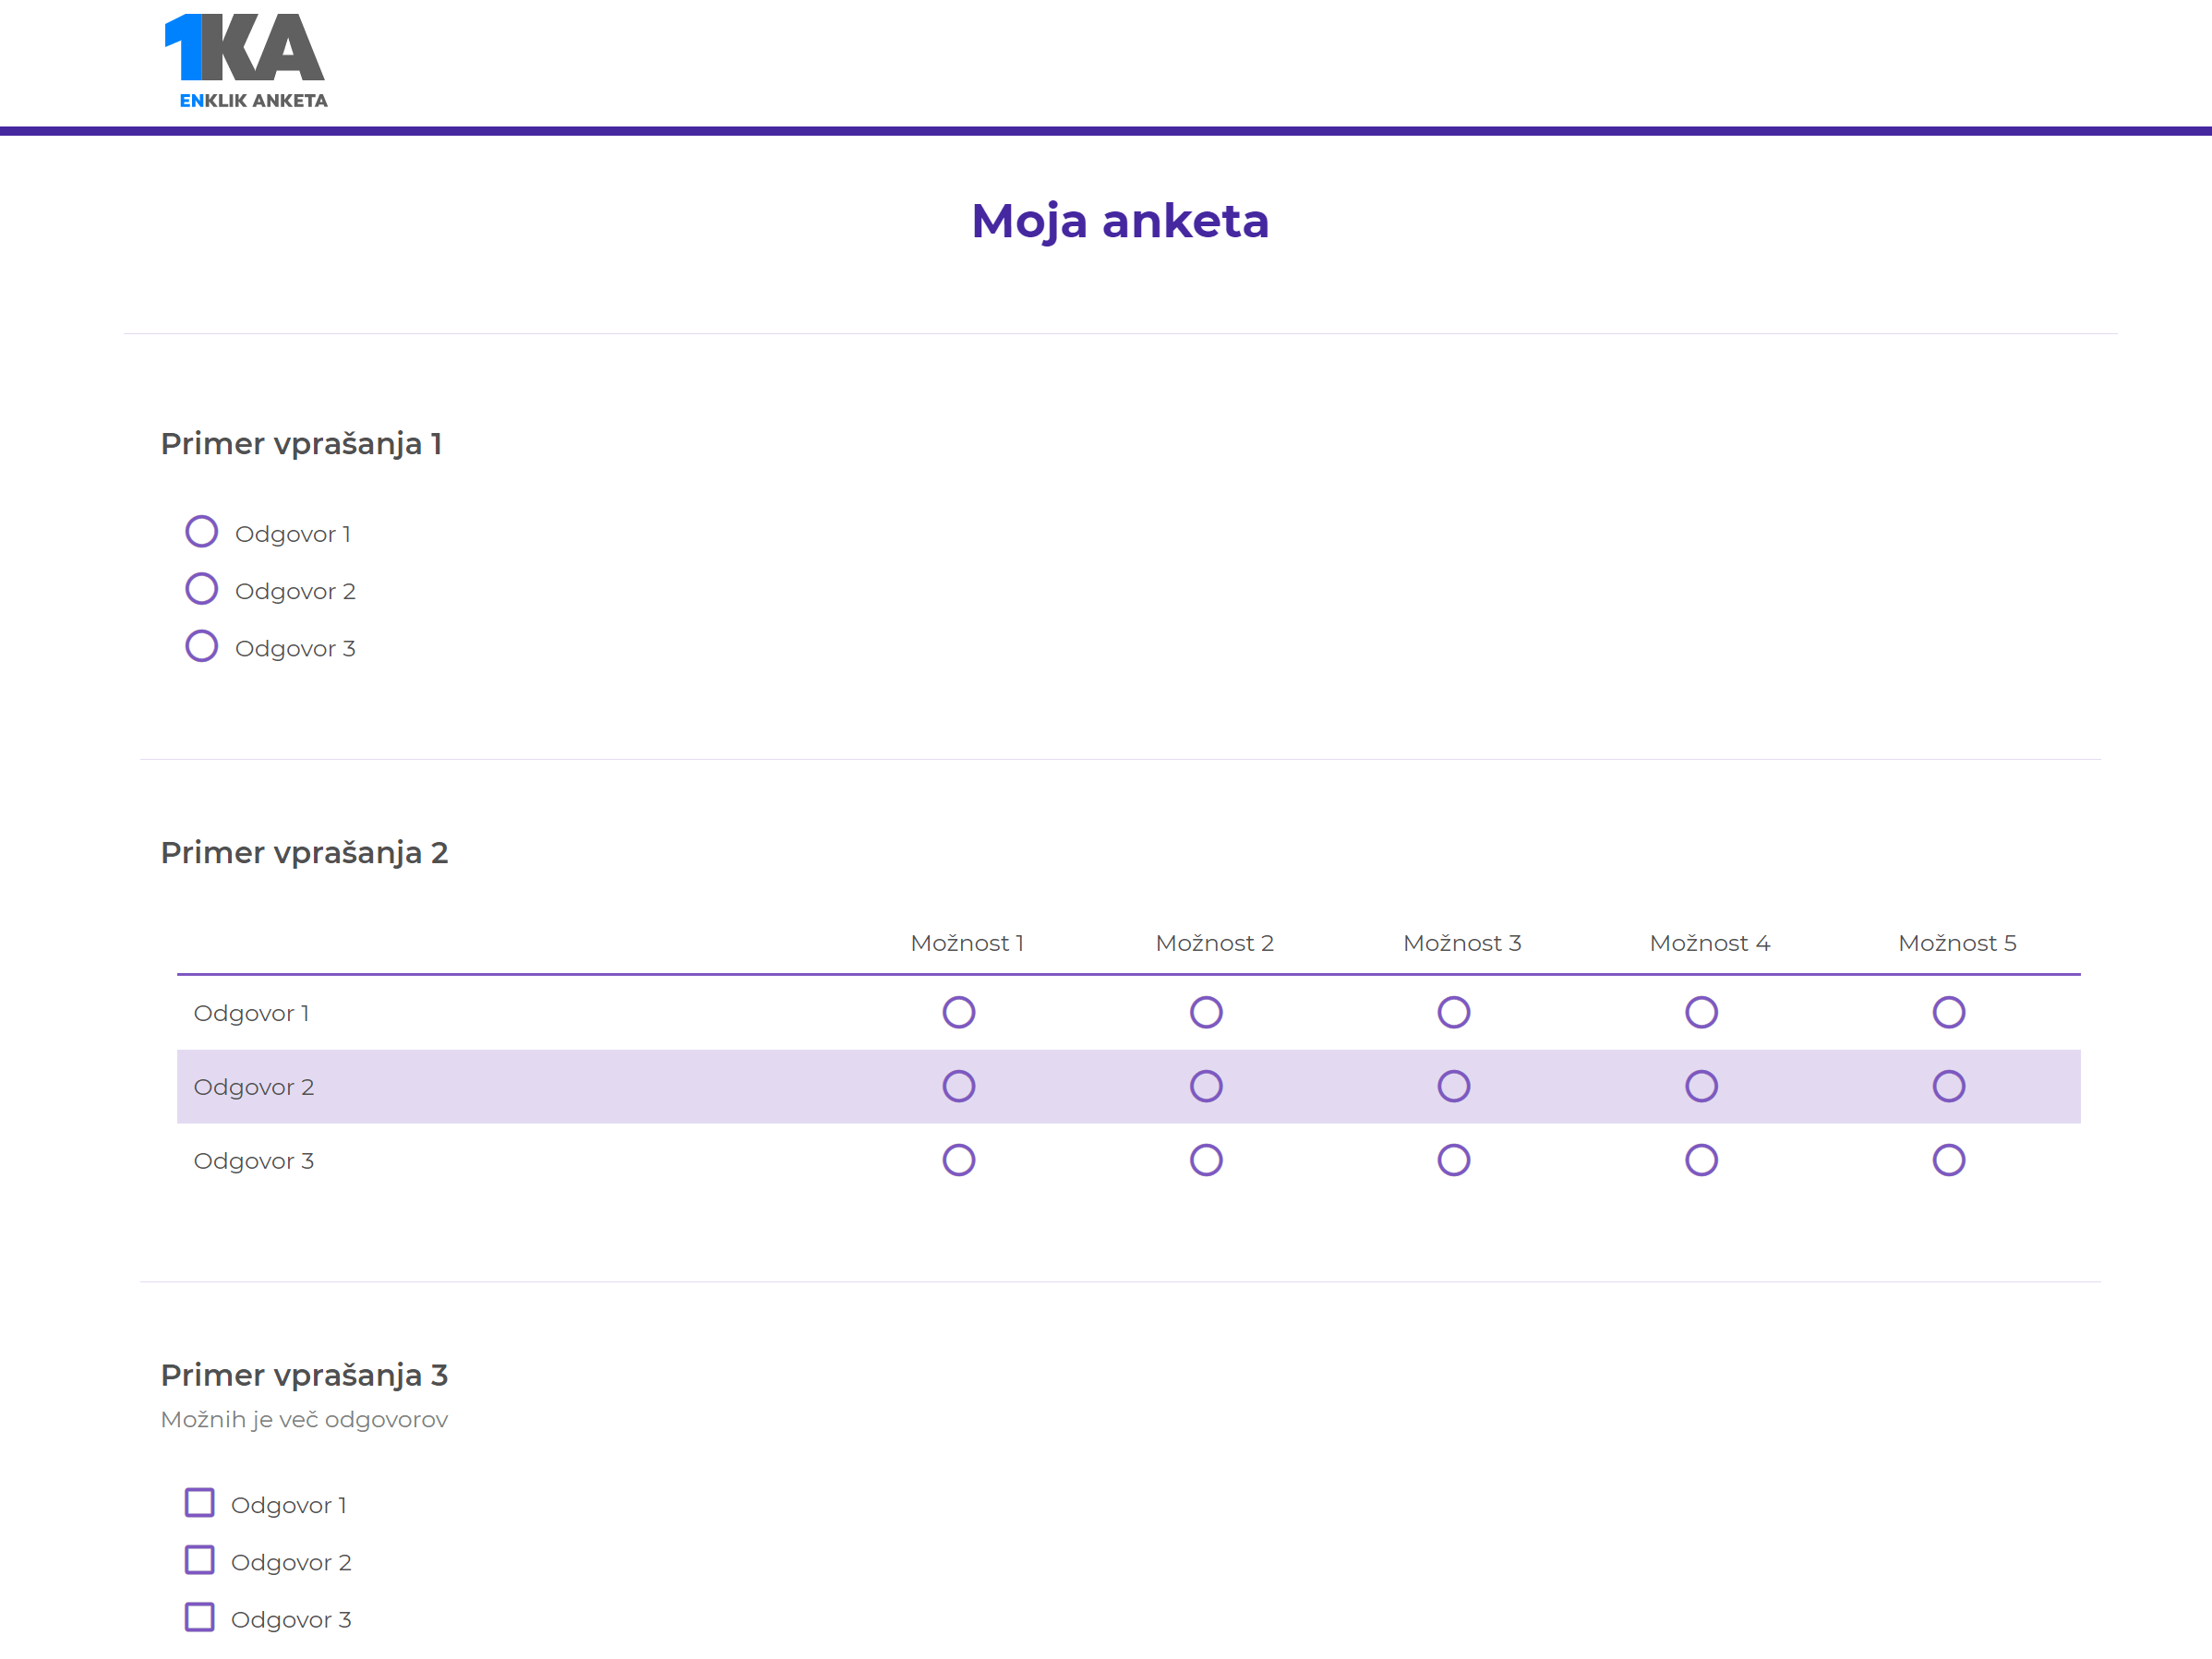 1KA
ENKLIK ANKETA
Moja anketa
Primer vprašanja 1
Odgovor 1
Odgovor 2
Odgovor 3
Primer vprašanja 2
Možnost 1 Možnost 2 Možnost 3 Možnost 4 Možnost 5
Odgovor 1
Odgovor 2
Odgovor 3
Primer vprašanja 3
Možnih je več odgovorov
Odgovor 1
Odgovor 2
Odgovor 3